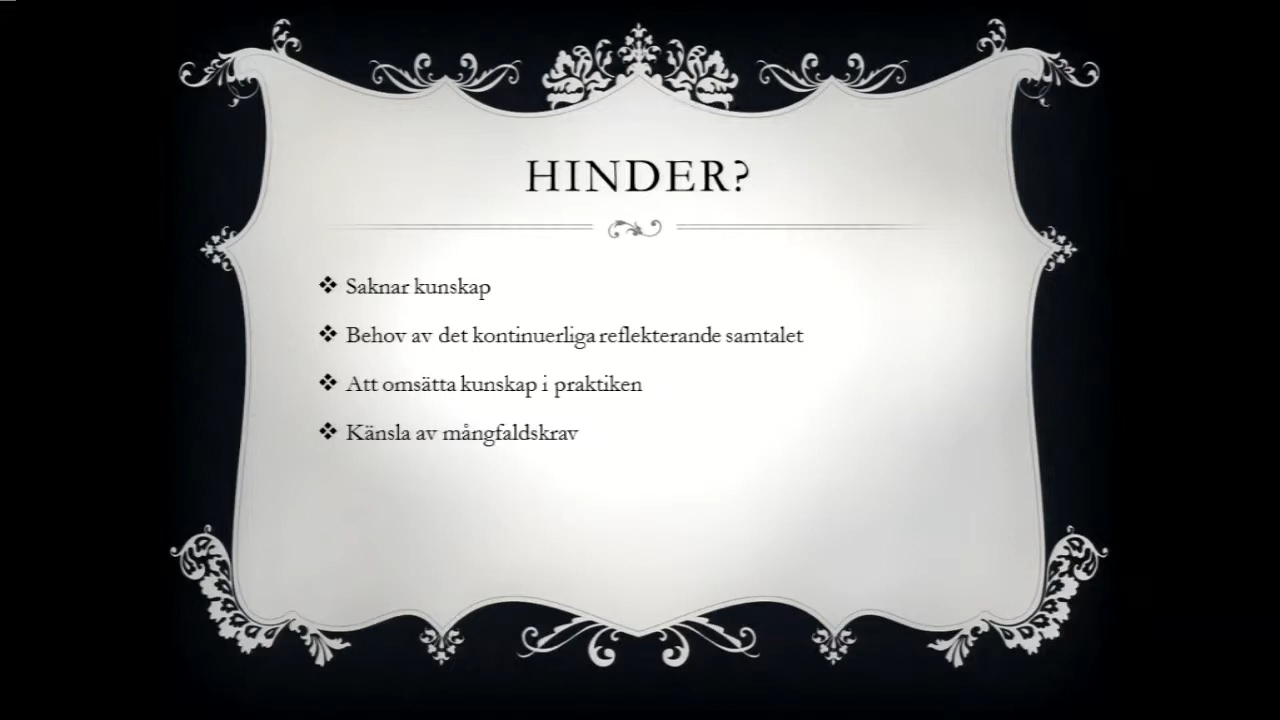 HINDER?
Saknar kunskap
Behov av det kontinuerliga reflekterande samtalet
Att omsätta kunskap i praktiken
Känsla av mångfaldskrav